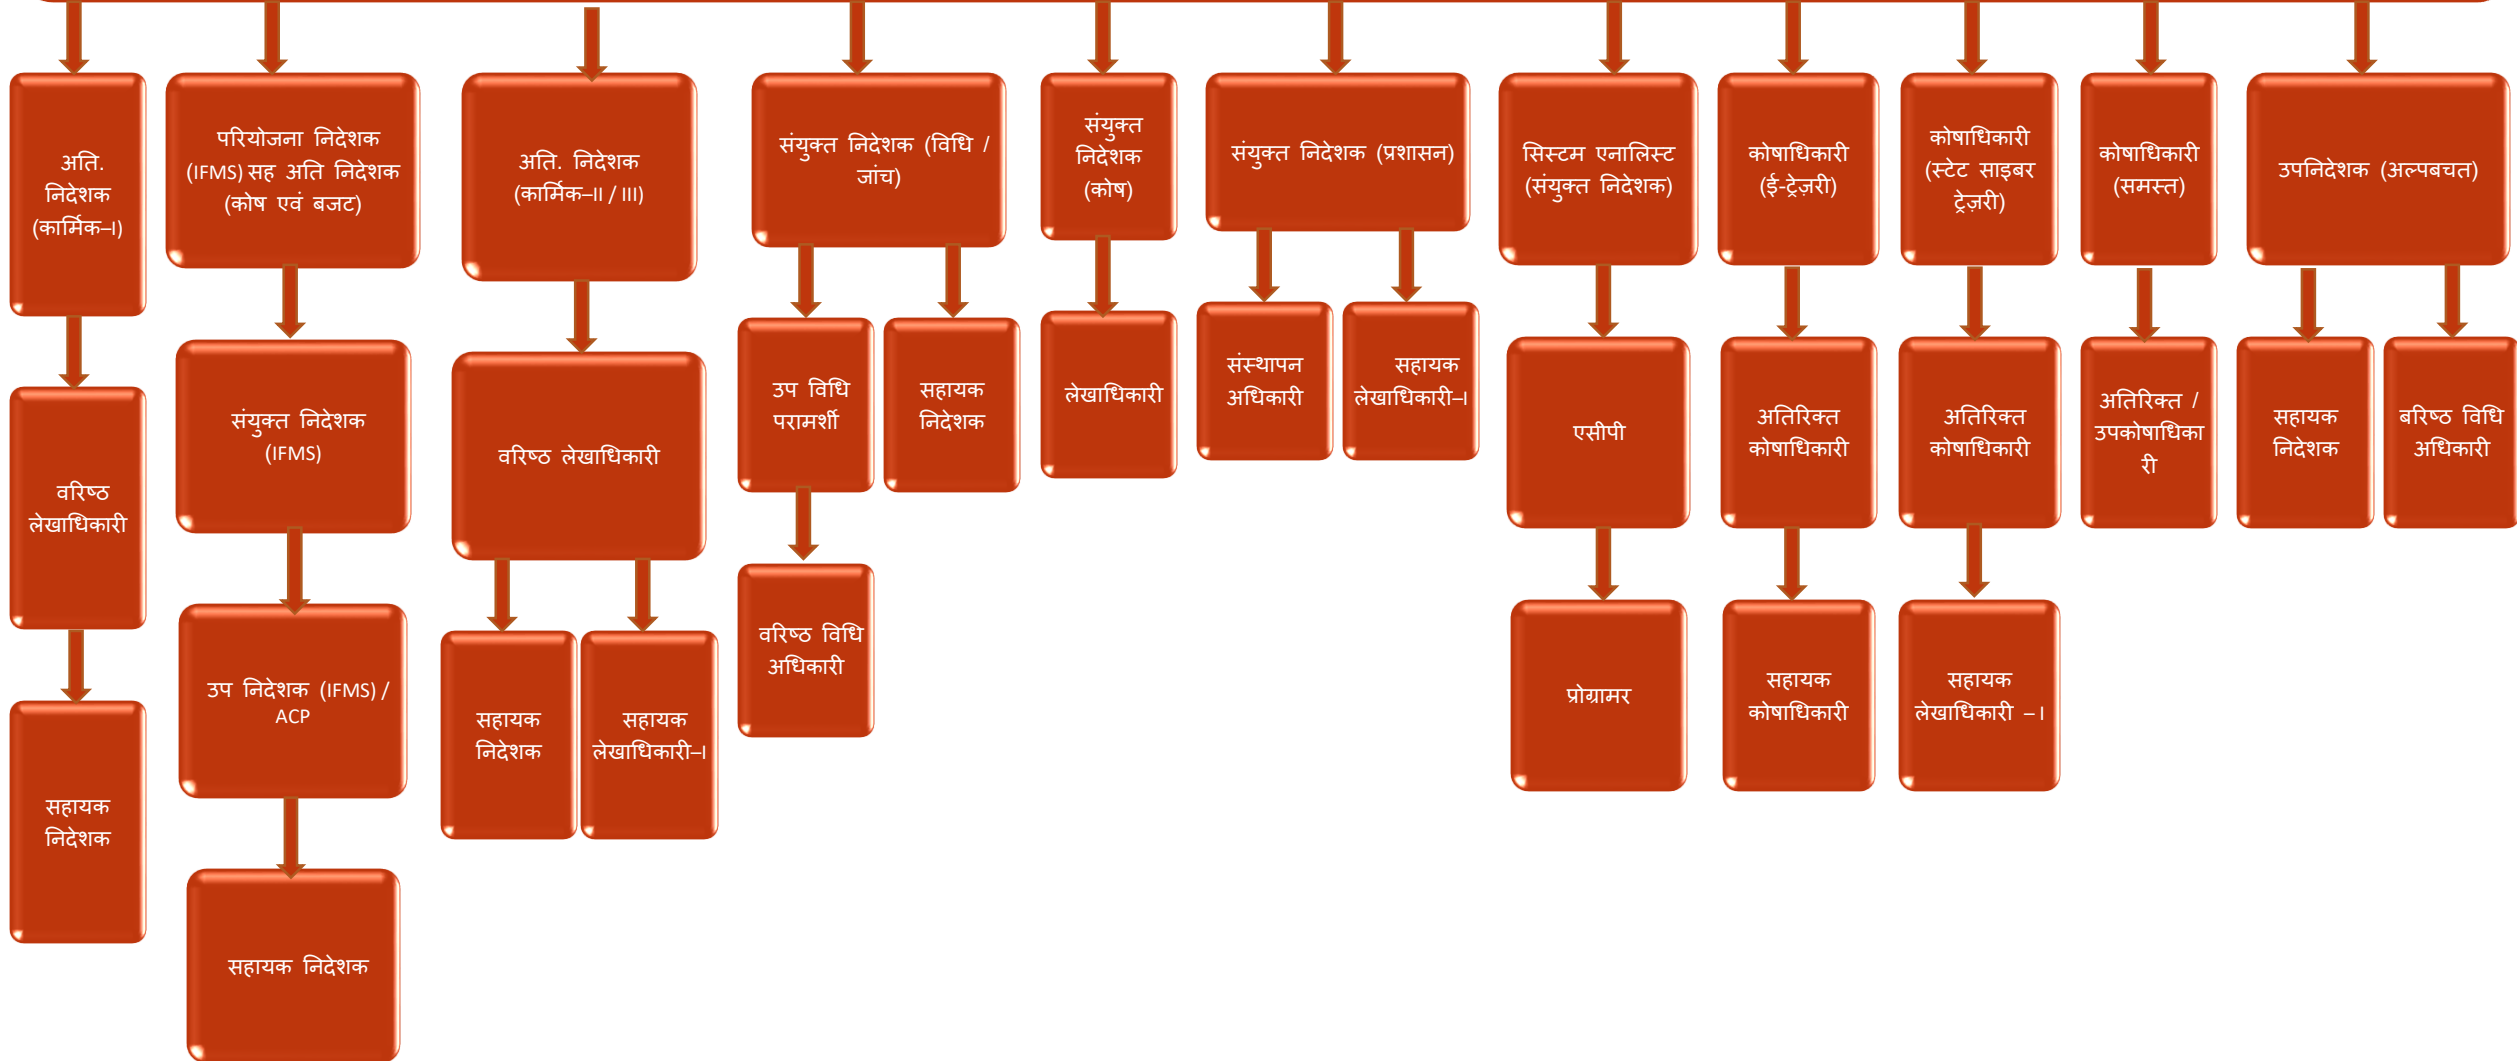 अति.
निदेशक
(कार्मिक–I)
परियोजना निदेशक
(IFMS) सह अति निदेशक
(कोष एवं बजट)
अति. निदेशक
(कार्मिक–II / III)
संयुक्त निदेशक (विधि /
जांच)
संयुक्त
निदेशक
(कोष)
संयुक्त निदेशक (प्रशासन)
सिस्टम एनालिस्ट
(संयुक्त निदेशक)
कोषाधिकारी
(ई-ट्रेज़री)
कोषाधिकारी
(स्टेट साइबर
ट्रेज़री)
कोषाधिकारी
(समस्त)
उपनिदेशक (अल्पबचत)
वरिष्ठ
लेखाधिकारी
संयुक्त निदेशक
(IFMS)
वरिष्ठ लेखाधिकारी
उप विधि
परामर्शी
सहायक
निदेशक
लेखाधिकारी
संस्थापन
अधिकारी
सहायक
लेखाधिकारी–I
एसीपी
अतिरिक्त
कोषाधिकारी
अतिरिक्त
कोषाधिकारी
अतिरिक्त /
उपकोषाधिका
री
सहायक
निदेशक
बरिष्ठ विधि
अधिकारी
सहायक
निदेशक
उप निदेशक (IFMS) /
ACP
सहायक
निदेशक
सहायक
लेखाधिकारी–I
वरिष्ठ विधि
अधिकारी
प्रोग्रामर
सहायक
कोषाधिकारी
सहायक
लेखाधिकारी – I
सहायक निदेशक